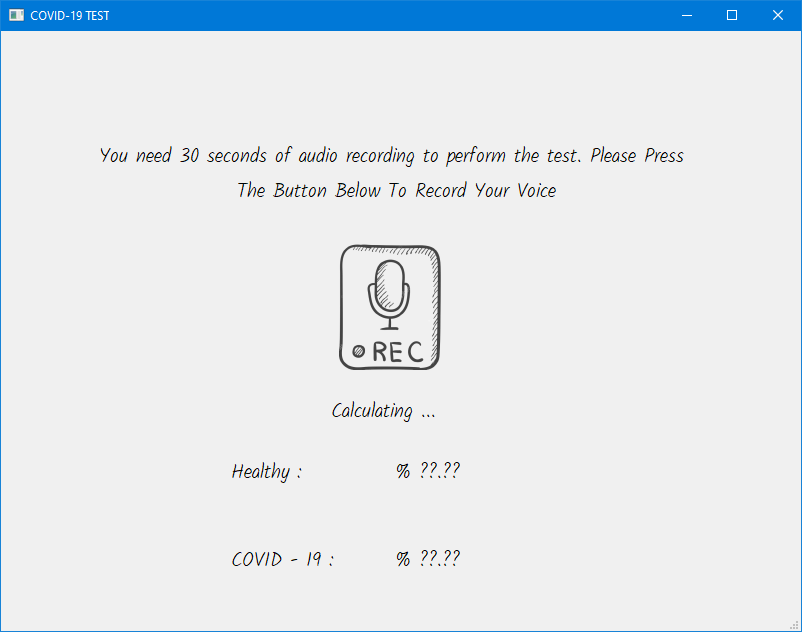 COVID-19 TEST
You need 30 seconds of audio recording to perform the test. Please Press
The Button Below To Record Your Voice
REC
Calculating ...
Healthy : % ??.??
COVID - 19 : % ??.??